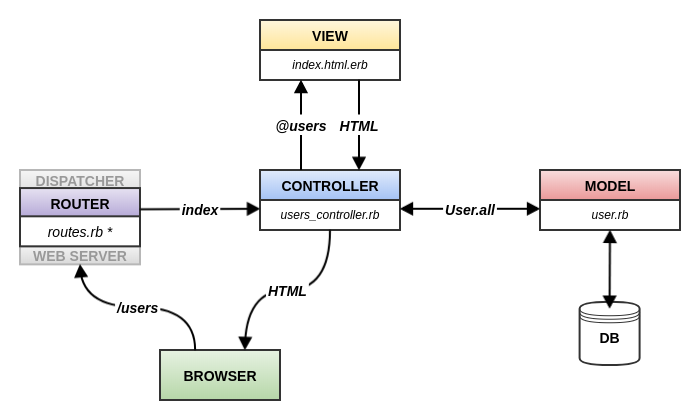 VIEW
index.html.erb
@users
HTML
DISPATCHER
ROUTER
routes.rb *
WEB SERVER
index
CONTROLLER
users_controller.rb
User.all
MODEL
user.rb
HTML
/users
DB
BROWSER